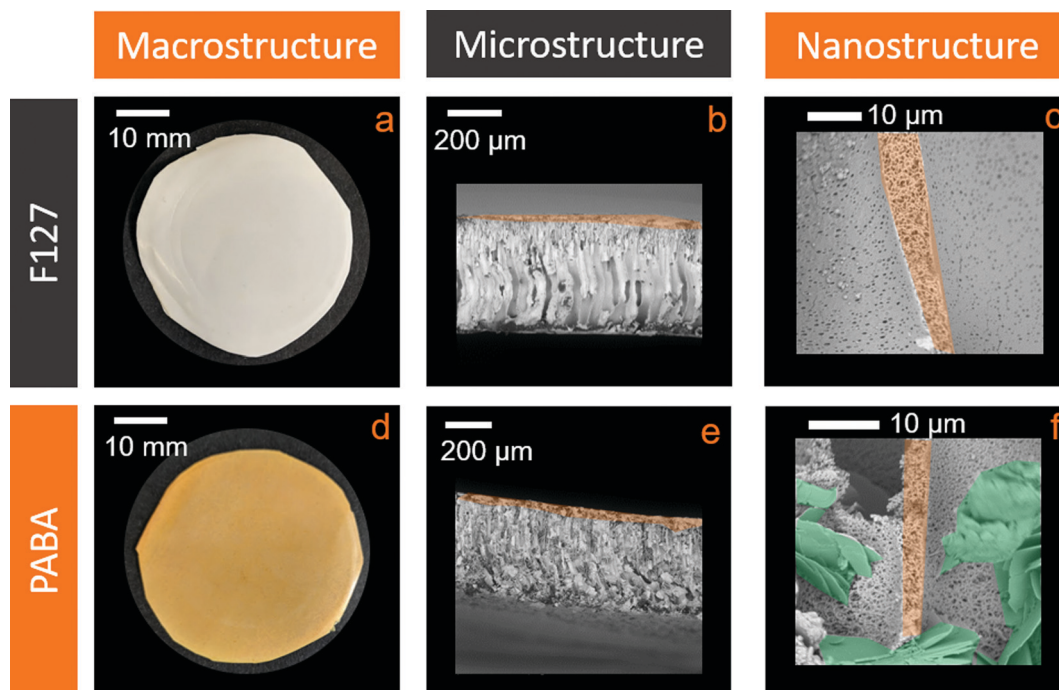 Macrostructure
Microstructure
Nanostructure
F127
10 mm
a
200 µm
b
10 µm
c
PABA
10 mm
d
200 µm
e
10 µm
f